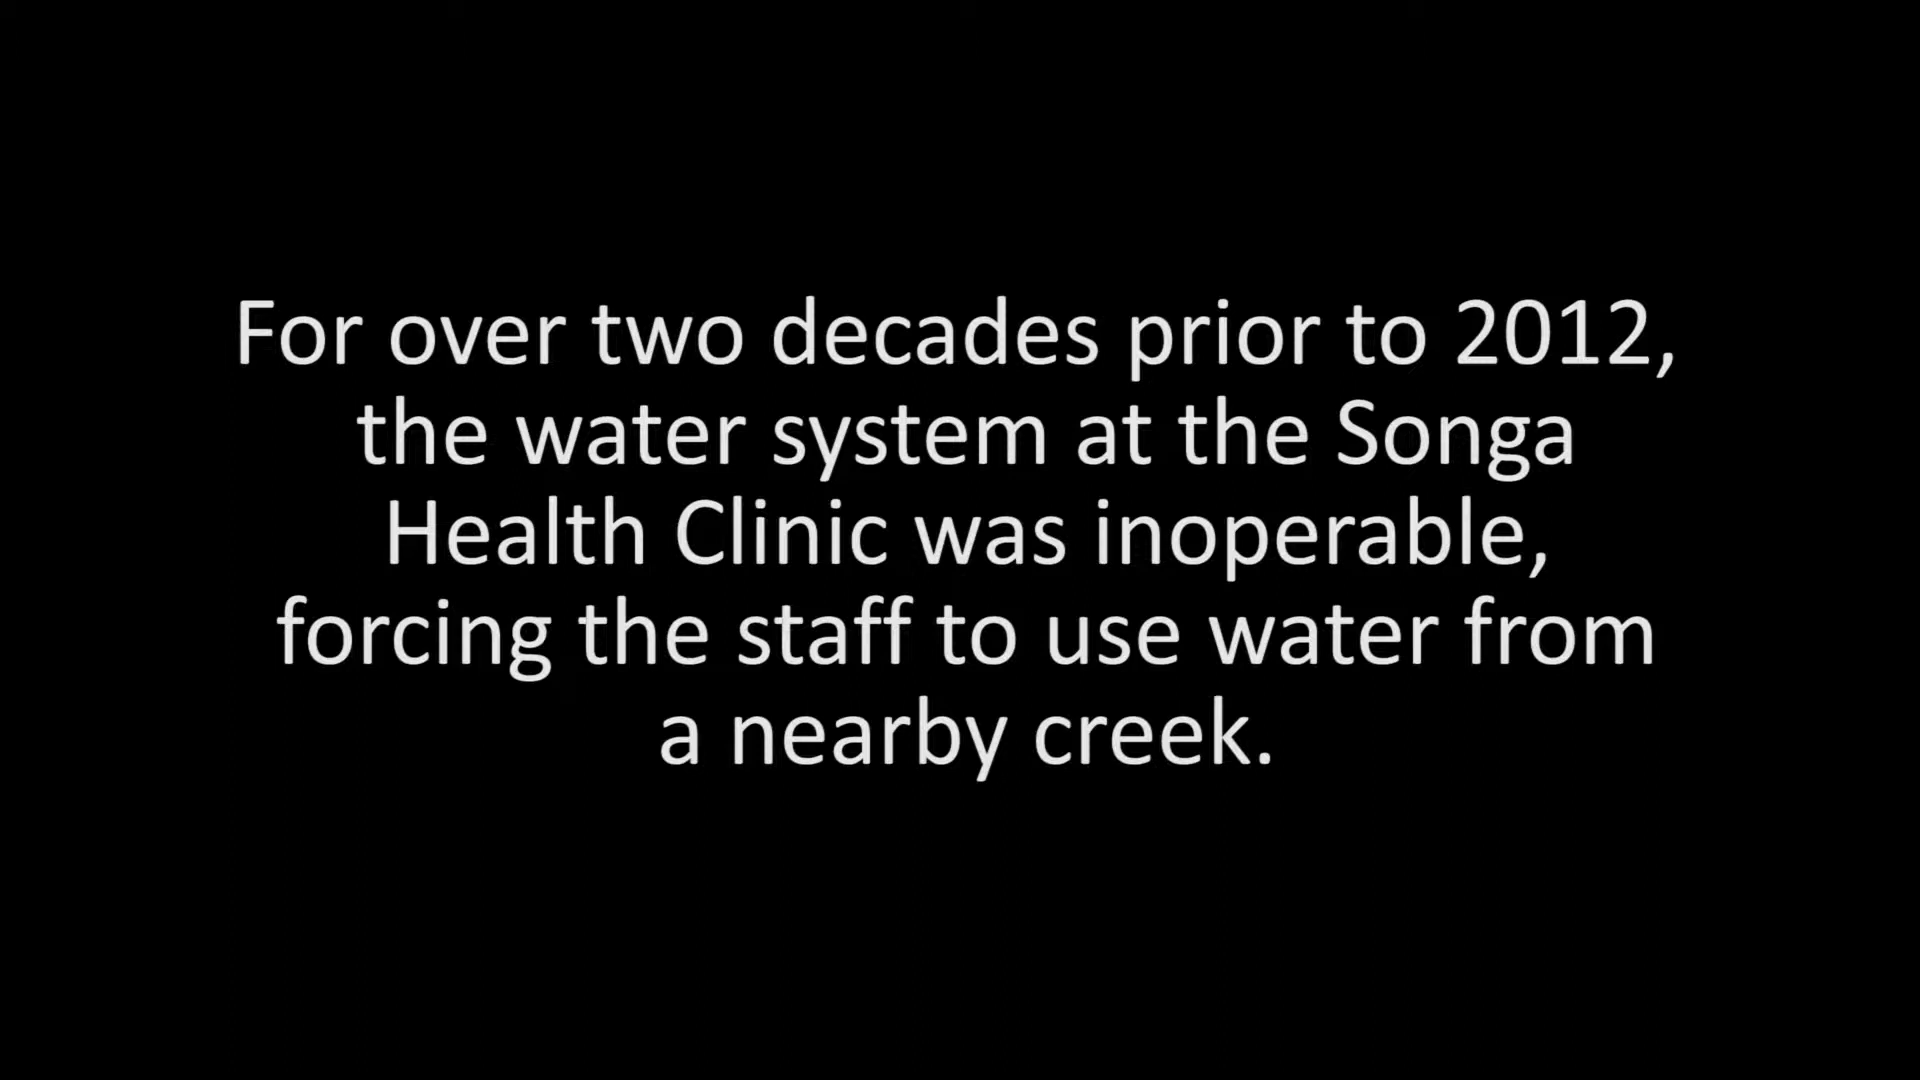 For over two decades prior to 2012,
the water system at the Songa
Health Clinic was inoperable,
forcing the staff to use water from
a nearby creek.